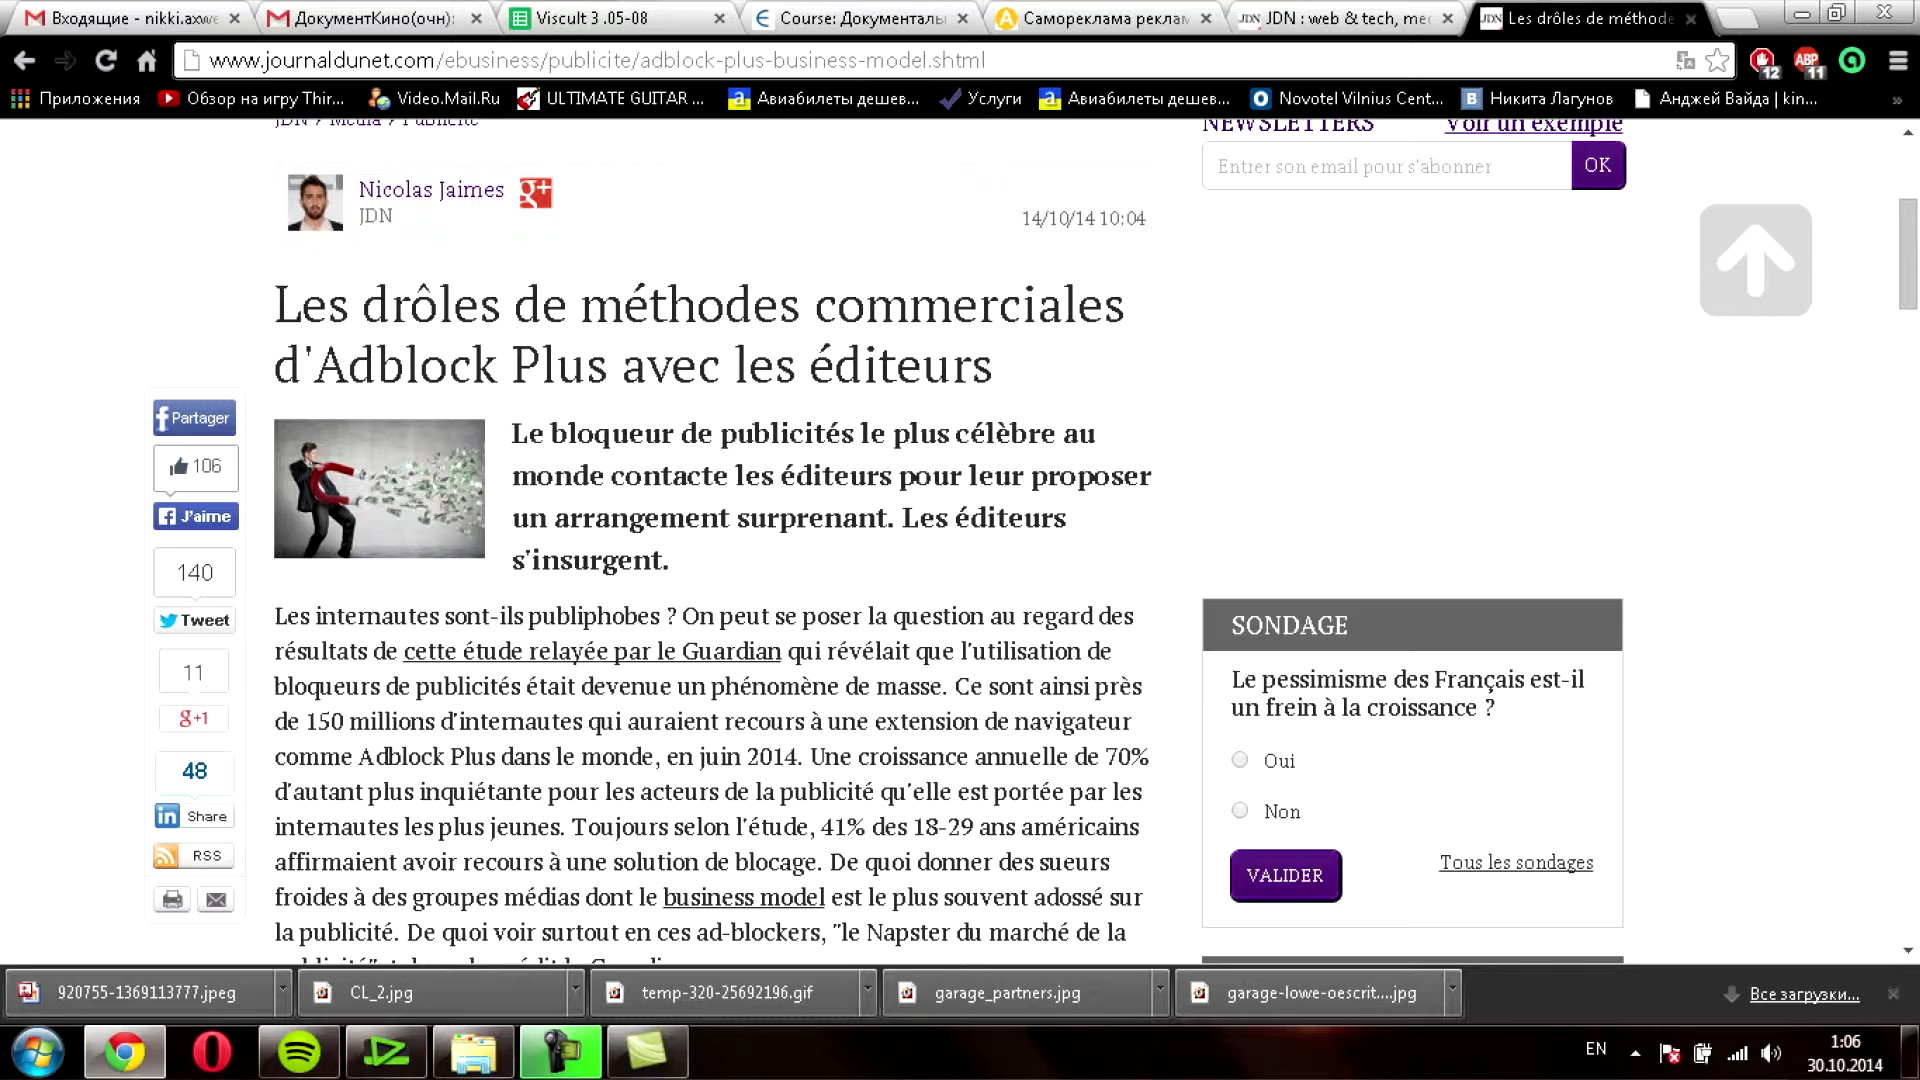 Входящие - nikki.axwe
ДокументКино(очн):
Viscult 3 .05-08
Course: Документаль
Самореклама реклам
JDN : web & tech, mec
Les drôles de méthode
www.journaldunet.com/ebusiness/publicite/adblock-plus-business-model.shtml
12
ABP
11
Приложения
Обзор на игру Thir...
Video.Mail.Ru
ULTIMATE GUITAR ...
Авиабилеты дешев...
Услуги
Авиабилеты дешев...
Novotel Vilnius Cent...
Никита Лагунов
Анджей Вайда | kin...
JDN > Média > Publicité
NEWSLETTERS
Voir un exemple
Entrer son email pour s'abonner
OK
Nicolas Jaimes
JDN
14/10/14 10:04
Les drôles de méthodes commerciales
d'Adblock Plus avec les éditeurs
Le bloqueur de publicités le plus célèbre au
monde contacte les éditeurs pour leur proposer
un arrangement surprenant. Les éditeurs
s'insurgent.
Partager
106
J'aime
140
Tweet
11
g+1
48
in Share
RSS
Les internautes sont-ils publiphobes ? On peut se poser la question au regard des
résultats de cette étude relayée par le Guardian qui révélait que l'utilisation de
bloqueurs de publicités était devenue un phénomène de masse. Ce sont ainsi près
de 150 millions d'internautes qui auraient recours à une extension de navigateur
comme Adblock Plus dans le monde, en juin 2014. Une croissance annuelle de 70%
d'autant plus inquiétante pour les acteurs de la publicité qu'elle est portée par les
internautes les plus jeunes. Toujours selon l'étude, 41% des 18-29 ans américains
affirmaient avoir recours à une solution de blocage. De quoi donner des sueurs
froides à des groupes médias dont le business model est le plus souvent adossé sur
la publicité. De quoi voir surtout en ces ad-blockers, "le Napster du marché de la
SONDAGE
Le pessimisme des Français est-il
un frein à la croissance ?
Oui
Non
VALIDER
Tous les sondages
920755-1369113777.jpeg
CL_2.jpg
temp-320-25692196.gif
garage_partners.jpg
garage-lowe-oescrit....jpg
Все загрузки...
EN
1:06
30.10.2014